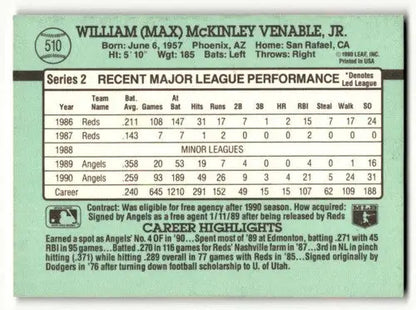 510
WILLIAM (MAX) McKINLEY VENABLE, JR.
Born: June 6, 1957 Phoenix, AZ Home: San Rafael, CA
Ht: 5' 10" Wgt: 185 Bats: Left Throws: Right
© 1990 LEAF, INC.
Printed in U.S.A.
Series 2 RECENT MAJOR LEAGUE PERFORMANCE *Denotes Led League
Year Team Name Bat. Avg. Games At Bat Hits Runs 2B 3B HR RBI Steal Walk SO
1986 Reds .211 108 147 31 17 7 1 2 15 7 17 24
1987 Reds .143 7 7 1 2 1 0 0 2 0 0 0
1988 MINOR LEAGUES
1989 Angels .358 20 53 19 7 4 0 0 4 0 1 16
1990 Angels .259 93 189 46 26 9 3 4 21 5 24 31
Career .240 645 1210 291 152 49 15 15 107 62 109 188
Contract: Was eligible for free agency after 1990 season. How acquired:
Signed by Angels as a free agent 1/11/89 after being released by Reds
CAREER HIGHLIGHTS
Earned a spot as Angels' No. 4 OF in '90...Spent most of '89 at Edmonton, batting .271 with 45
RBI in 95 games...Batted .270 in 116 games for Reds' Nashville farm in '87...3rd in NL in pinch
hitting (.371) while hitting .289 overall in 77 games with Reds in '85...Signed originally by
Dodgers in '76 after turning down football scholarship to U. of Utah.